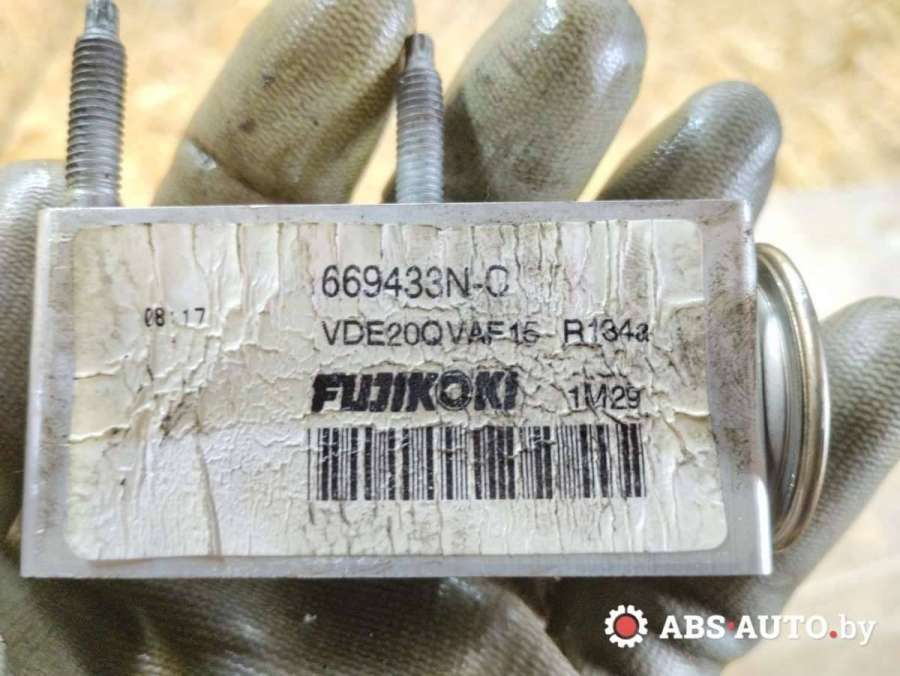 669433N-C
08:17
VDE20QVAF15 R134a
FUJIKOKI 1M29
ABS-AUTO.by